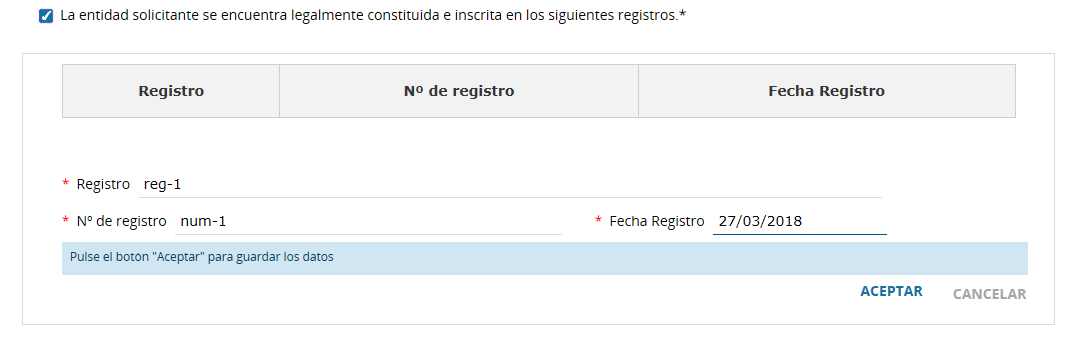 La entidad solicitante se encuentra legalmente constituida e inscrita en los siguientes registros.*
Registro Nº de registro Fecha Registro
* Registro reg-1
* Nº de registro num-1 * Fecha Registro 27/03/2018
Pulse el botón "Aceptar" para guardar los datos
ACEPTAR CANCELAR